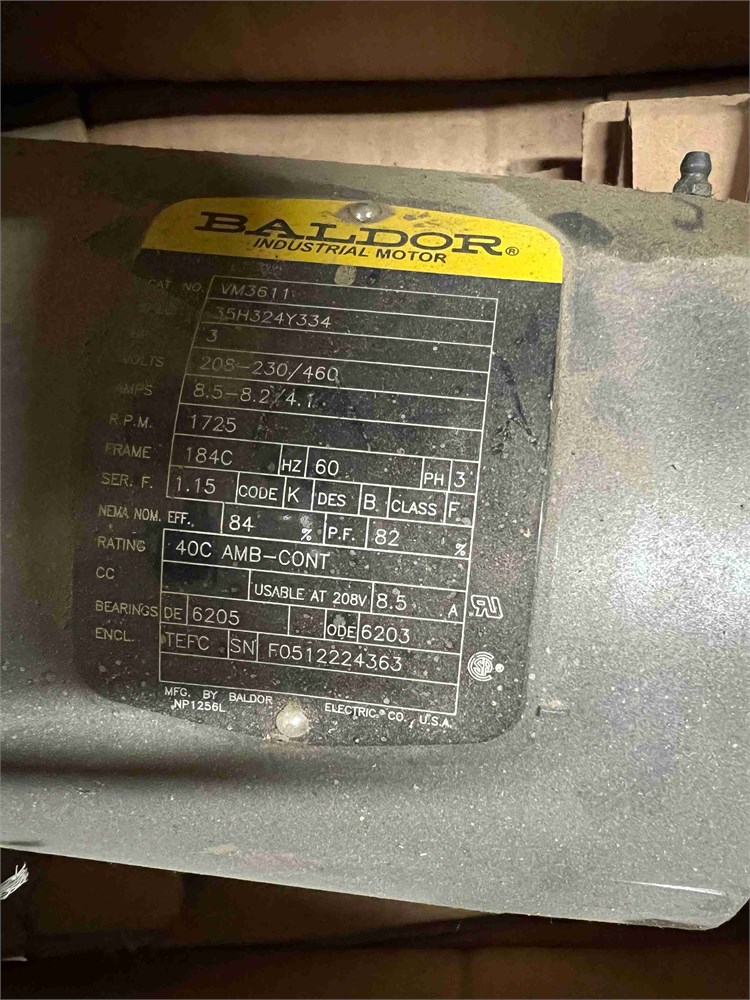 BALDOR®
INDUSTRIAL MOTOR
CAT. NO. VM3611
35H324Y334
3
VOLTS 208-230/460
AMPS 8.5-8.2/4.1
R.P.M. 1725
FRAME 184C HZ 60 PH 3
SER. F. 1.15 CODE K DES B CLASS F
NEMA NOM. EFF. 84 % P.F. 82 %
RATING 40C AMB-CONT
CC USABLE AT 208V 8.5 A
BEARINGS DE 6205 ODE 6203
ENCL. TEFC SN F0512224363
MFG. BY BALDOR ELECTRIC CO., U.S.A.
NP1256L